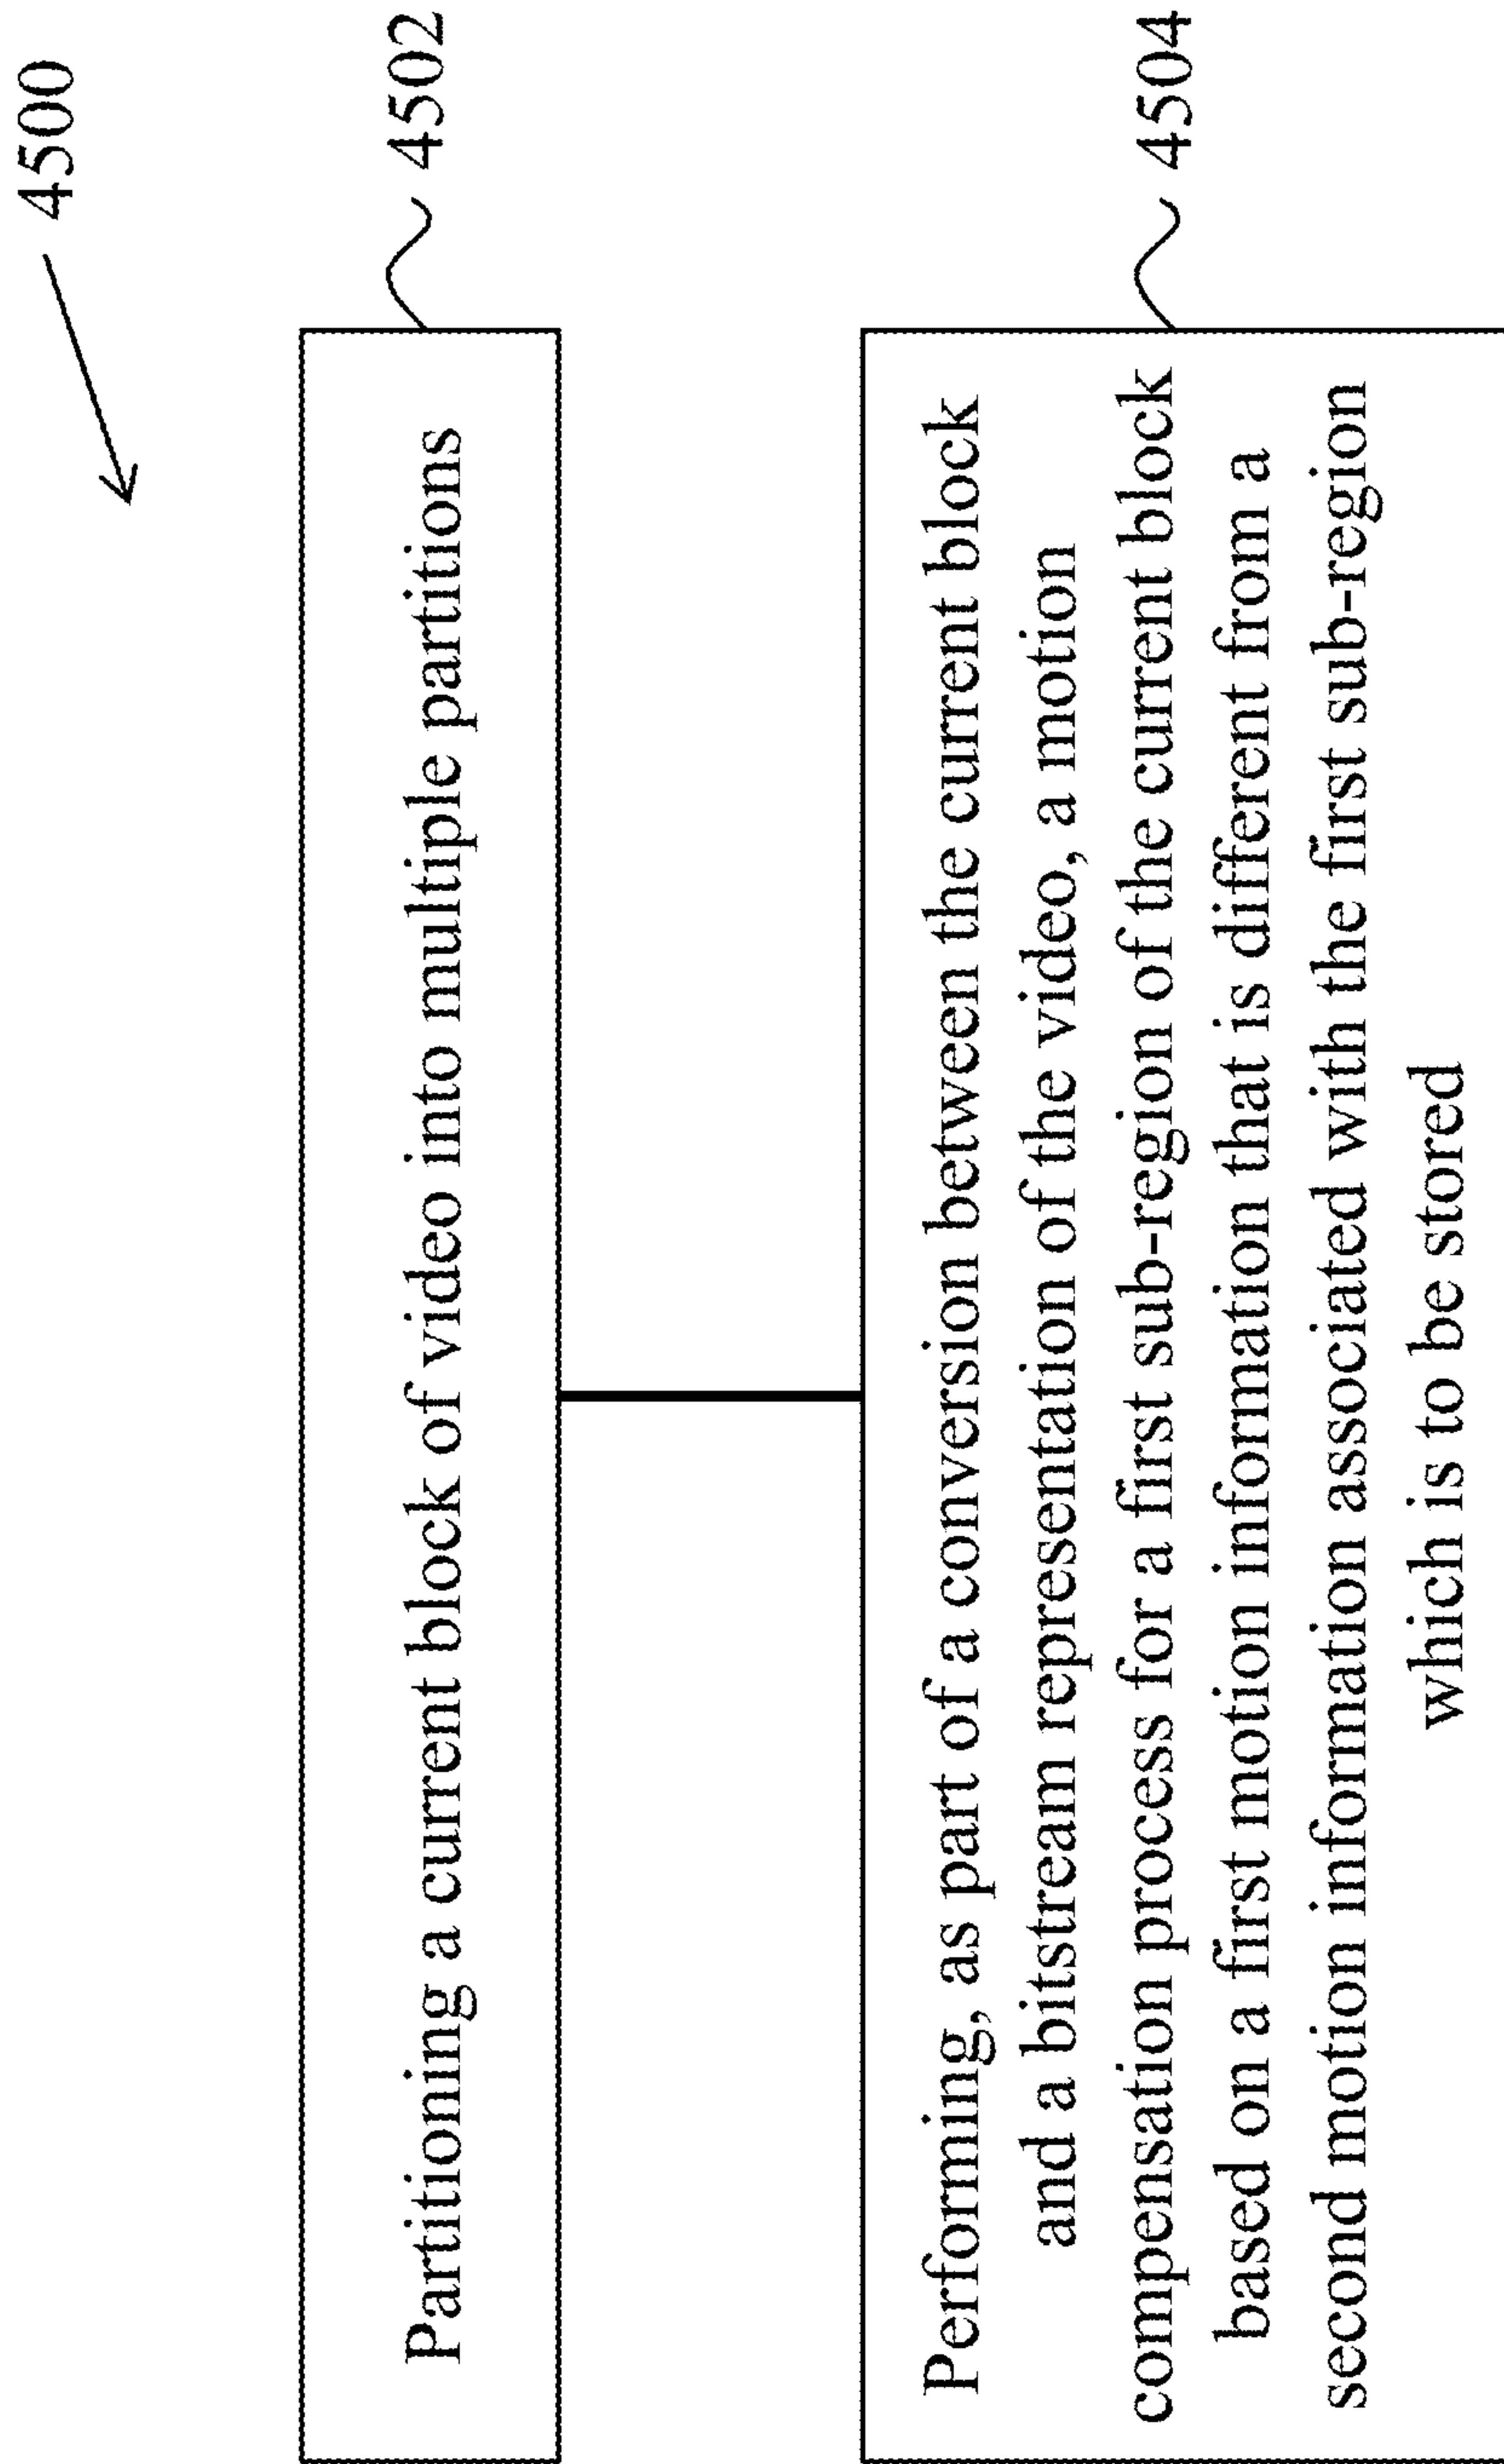 4500
Partitioning a current block of video into multiple partitions
4502
Performing, as part of a conversion between the current block
and a bitstream representation of the video, a motion
compensation process for a first sub-region of the current block
based on a first motion information that is different from a
second motion information associated with the first sub-region
which is to be stored
4504